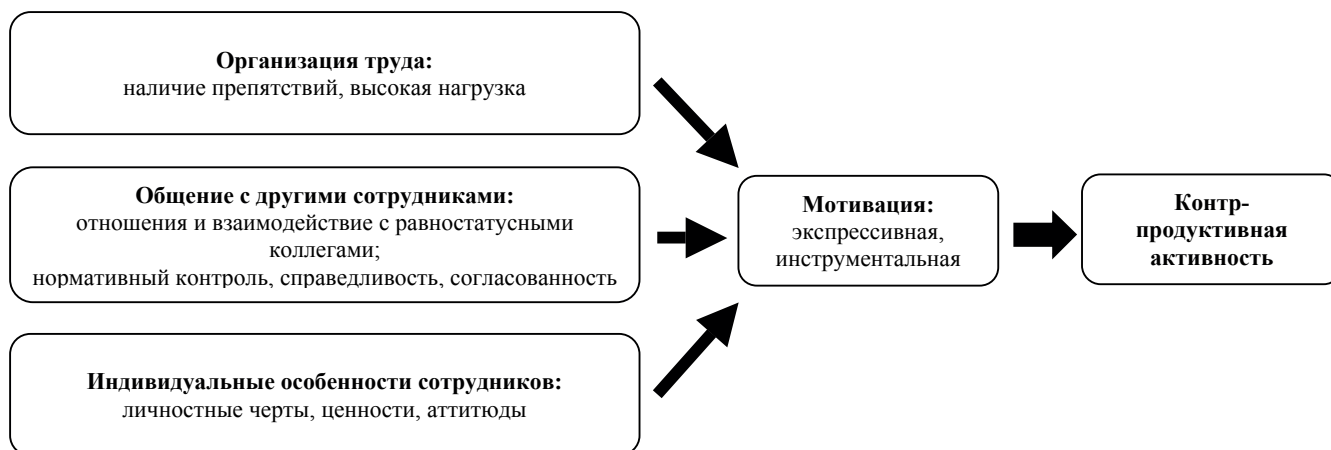 Организация труда:
наличие препятствий, высокая нагрузка
Общение с другими сотрудниками:
отношения и взаимодействие с равностатусными
коллегами;
нормативный контроль, справедливость, согласованность
Индивидуальные особенности сотрудников:
личностные черты, ценности, аттитюды
Мотивация:
экспрессивная,
инструментальная
Контр-
продуктивная
активность